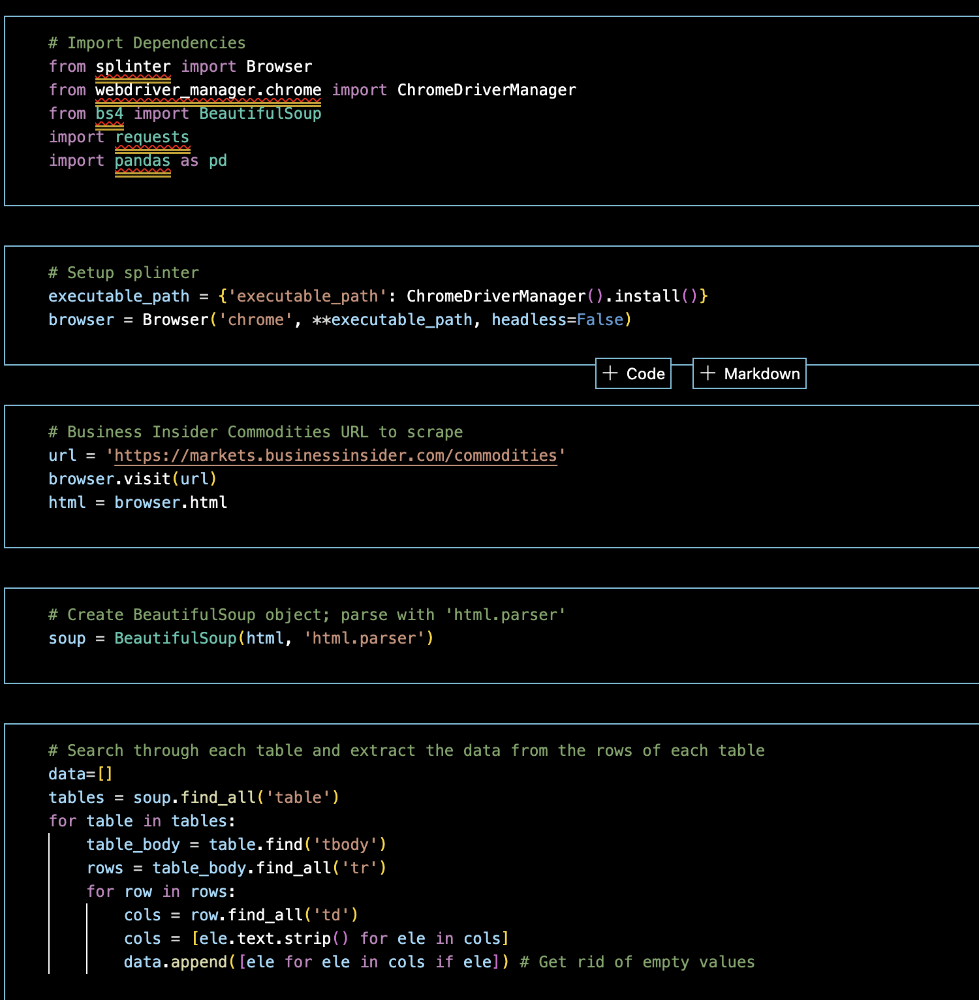 # Import Dependencies
from splinter import Browser
from webdriver_manager.chrome import ChromeDriverManager
from bs4 import BeautifulSoup
import requests
import pandas as pd
# Setup splinter
executable_path = {'executable_path': ChromeDriverManager().install()}
browser = Browser('chrome', **executable_path, headless=False)
+ Code + Markdown
# Business Insider Commodities URL to scrape
url = 'https://markets.businessinsider.com/commodities'
browser.visit(url)
html = browser.html
# Create BeautifulSoup object; parse with 'html.parser'
soup = BeautifulSoup(html, 'html.parser')
# Search through each table and extract the data from the rows of each table
data=[]
tables = soup.find_all('table')
for table in tables:
    table_body = table.find('tbody')
    rows = table_body.find_all('tr')
    for row in rows:
        cols = row.find_all('td')
        cols = [ele.text.strip() for ele in cols]
        data.append([ele for ele in cols if ele]) # Get rid of empty values